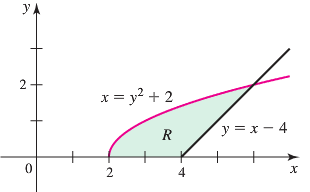 y
2
x = y² + 2
R
y = x − 4
0
2
4
x